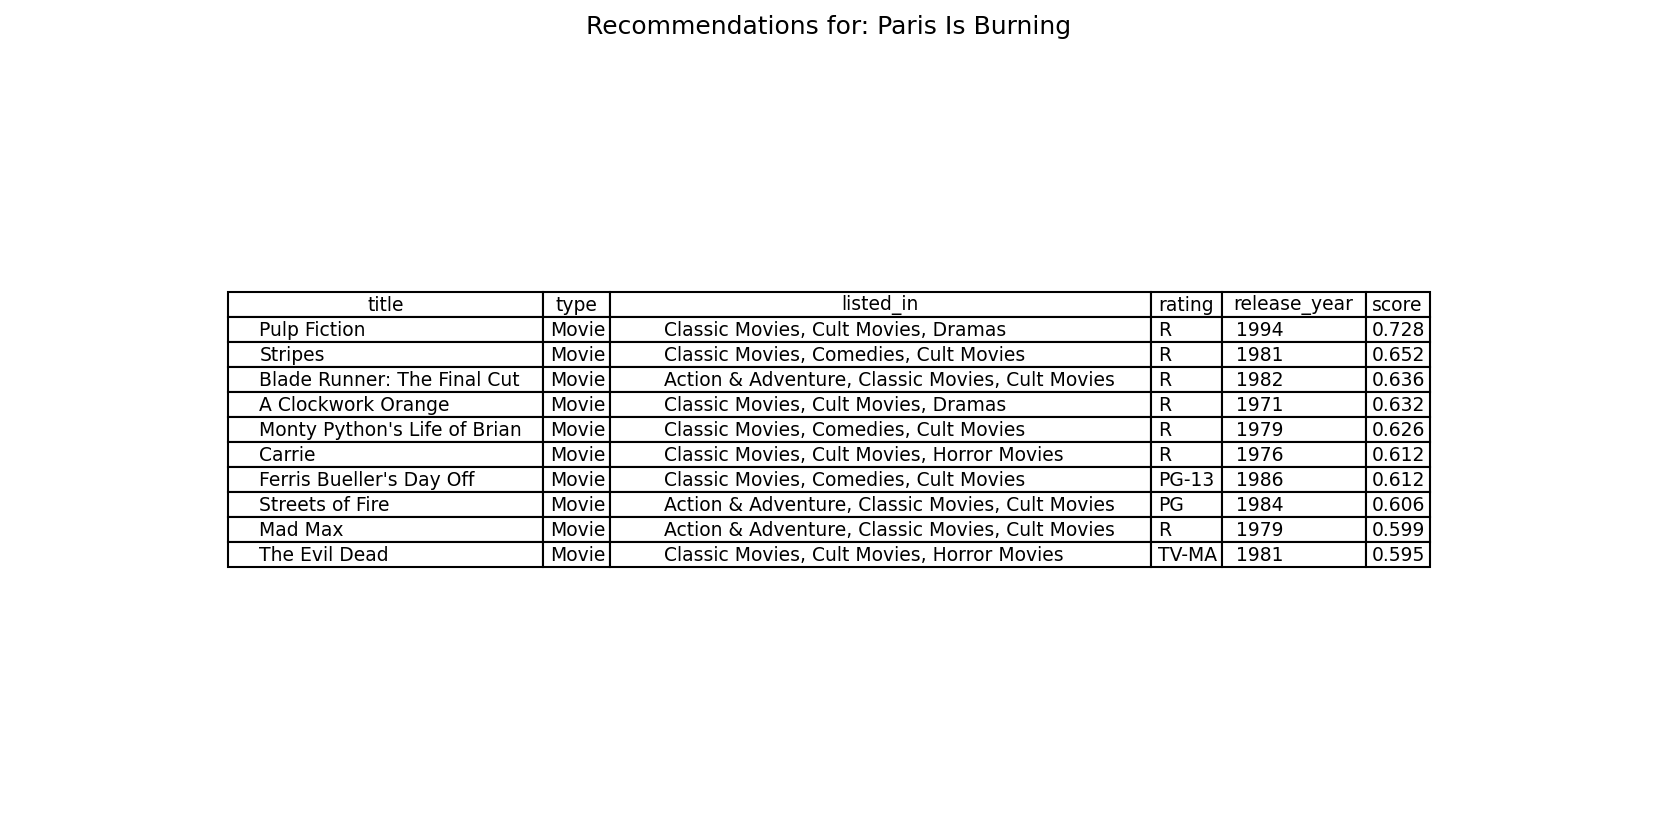 Recommendations for: Paris Is Burning
title type listed_in rating release_year score
Pulp Fiction Movie Classic Movies, Cult Movies, Dramas R 1994 0.728
Stripes Movie Classic Movies, Comedies, Cult Movies R 1981 0.652
Blade Runner: The Final Cut Movie Action & Adventure, Classic Movies, Cult Movies R 1982 0.636
A Clockwork Orange Movie Classic Movies, Cult Movies, Dramas R 1971 0.632
Monty Python's Life of Brian Movie Classic Movies, Comedies, Cult Movies R 1979 0.626
Carrie Movie Classic Movies, Cult Movies, Horror Movies R 1976 0.612
Ferris Bueller's Day Off Movie Classic Movies, Comedies, Cult Movies PG-13 1986 0.612
Streets of Fire Movie Action & Adventure, Classic Movies, Cult Movies PG 1984 0.606
Mad Max Movie Action & Adventure, Classic Movies, Cult Movies R 1979 0.599
The Evil Dead Movie Classic Movies, Cult Movies, Horror Movies TV-MA 1981 0.595